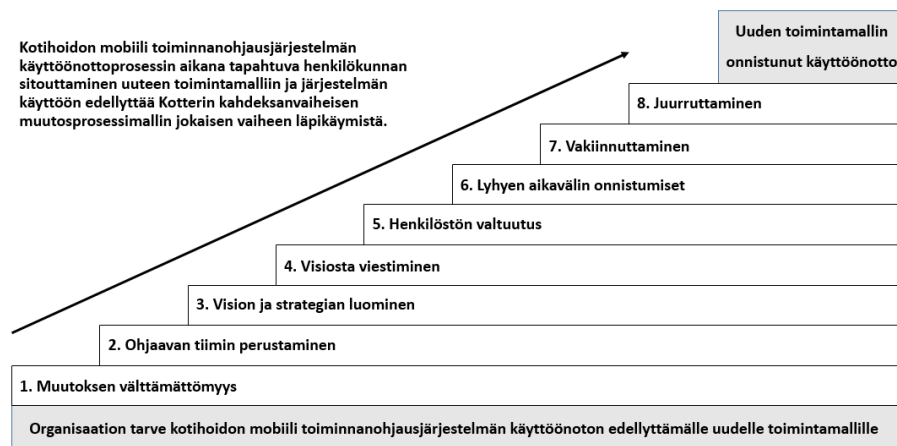 Kotihoidon mobiili toiminnanohjausjärjestelmän
käyttöönottoprosessin aikana tapahtuva henkilökunnan
sitouttaminen uuteen toimintamalliin ja järjestelmän
käyttöön edellyttää Kotterin kahdeksanvaiheisen
muutosprosessimallin jokaisen vaiheen läpikäymistä.
Uuden toimintamallin
onnistunut käyttöönotto
8. Juurruttaminen
7. Vakiinnuttaminen
6. Lyhyen aikavälin onnistumiset
5. Henkilöstön valtuutus
4. Visiosta viestiminen
3. Vision ja strategian luominen
2. Ohjaavan tiimin perustaminen
1. Muutoksen välttämättömyys
Organisaation tarve kotihoidon mobiili toiminnanohjausjärjestelmän käyttöönoton edellyttämälle uudelle toimintamallille